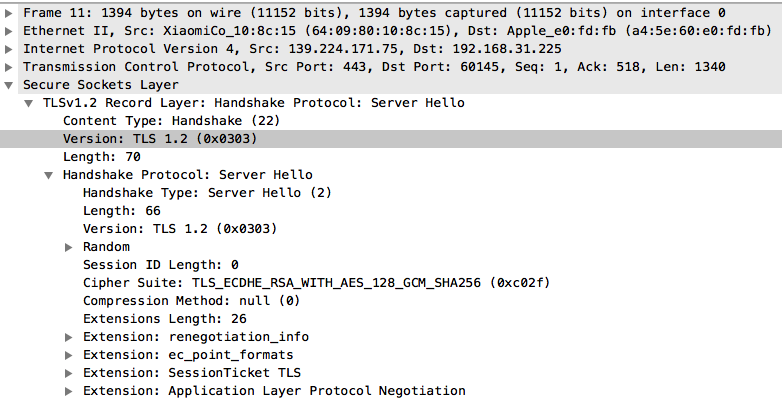 Frame 11: 1394 bytes on wire (11152 bits), 1394 bytes captured (11152 bits) on interface 0
Ethernet II, Src: XiaomiCo_10:8c:15 (64:09:80:10:8c:15), Dst: Apple_e0:fd:fb (a4:5e:60:e0:fd:fb)
Internet Protocol Version 4, Src: 139.224.171.75, Dst: 192.168.31.225
Transmission Control Protocol, Src Port: 443, Dst Port: 60145, Seq: 1, Ack: 518, Len: 1340
Secure Sockets Layer
TLSv1.2 Record Layer: Handshake Protocol: Server Hello
Content Type: Handshake (22)
Version: TLS 1.2 (0x0303)
Length: 70
Handshake Protocol: Server Hello
Handshake Type: Server Hello (2)
Length: 66
Version: TLS 1.2 (0x0303)
Random
Session ID Length: 0
Cipher Suite: TLS_ECDHE_RSA_WITH_AES_128_GCM_SHA256 (0xc02f)
Compression Method: null (0)
Extensions Length: 26
Extension: renegotiation_info
Extension: ec_point_formats
Extension: SessionTicket TLS
Extension: Application Layer Protocol Negotiation